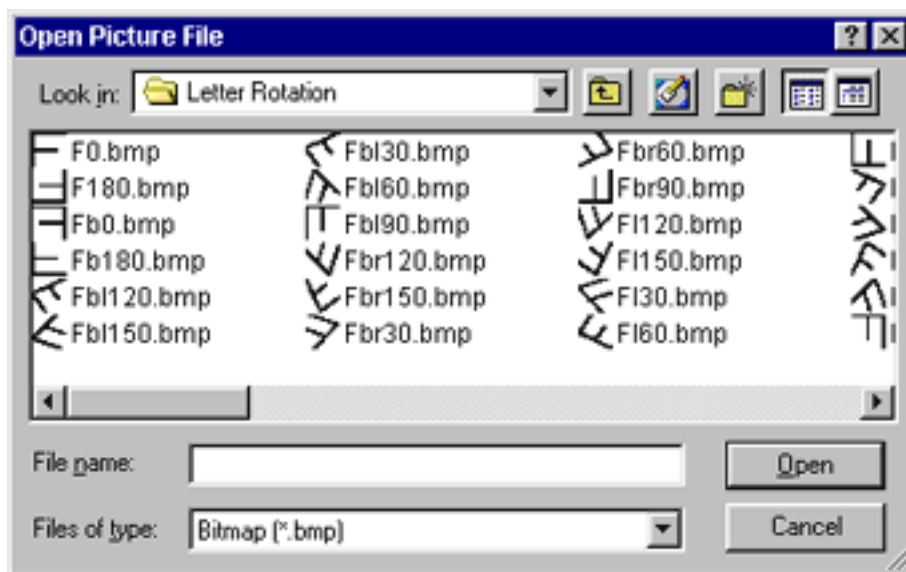 Open Picture File
Look in: Letter Rotation
F0.bmp Fbl30.bmp Fbr60.bmp
F180.bmp Fbl60.bmp Fbr90.bmp
Fb0.bmp Fbl90.bmp Fl120.bmp
Fb180.bmp Fbr120.bmp Fl150.bmp
Fbl120.bmp Fbr150.bmp Fl30.bmp
Fbl150.bmp Fbr30.bmp Fl60.bmp
File name: Open
Files of type: Bitmap (*.bmp) Cancel